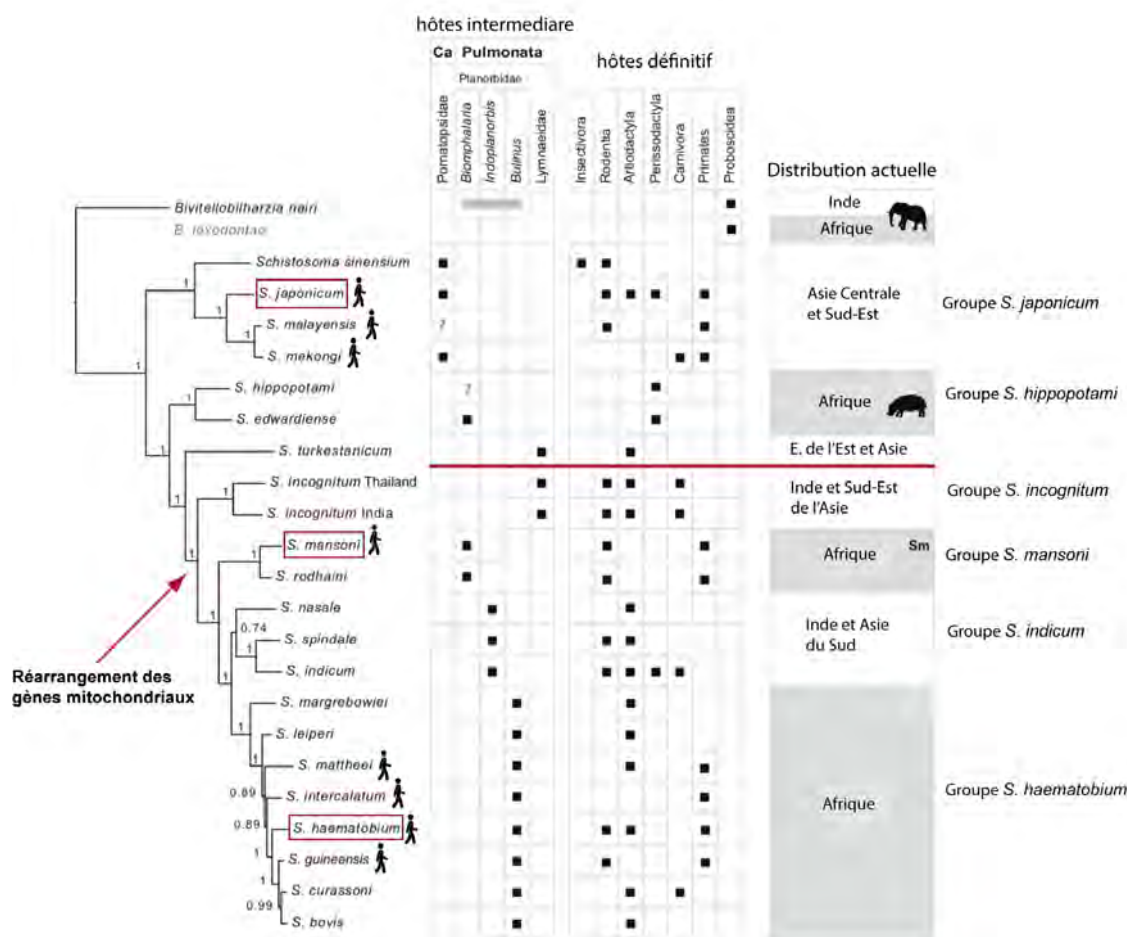 hôtes intermediare
Ca Pulmonata
Planorbidae
hôtes définitif
Pomatopsidae
Biomphalaria
Indoplanorbis
Bulinus
Lymnaeidae
Insectivora
Rodentia
Artiodactyla
Perissodactyla
Carnivora
Primates
Proboscidea
Distribution actuelle
Bivitellobilharzia nairi
Inde
B. loxodontae
Afrique
Schistosoma sinensium
1
S. japonicum
1
Asie Centrale
et Sud-Est
Groupe S. japonicum
S. malayensis
?
1
S. mekongi
1
S. hippopotami
?
1
Afrique
Groupe S. hippopotami
S. edwardiense
1
S. turkestanicum
E. de l'Est et Asie
S. incognitum Thailand
1
Inde et Sud-Est
de l'Asie
Groupe S. incognitum
S. incognitum India
1
S. mansoni
1
Afrique
Sm
Groupe S. mansoni
S. rodhaini
1
S. nasale
Inde et Asie
du Sud
Groupe S. indicum
0.74
S. spindale
1
S. indicum
Réarrangement des
gènes mitochondriaux
1
S. margrebowiei
1
S. leiperi
S. mattheei
1
0.89
S. intercalatum
Afrique
Groupe S. haematobium
0.89
S. haematobium
1
S. guineensis
1
S. curassoni
0.99
S. bovis